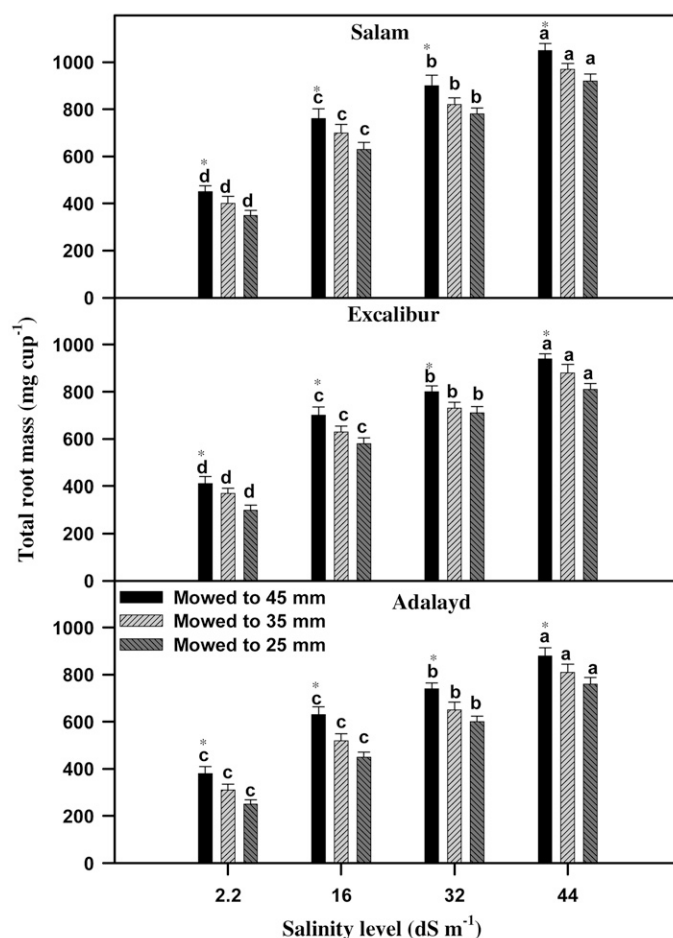 Salam
*
d d d
*
c c c
*
b b b
*
a a a
1000
800
600
400
200
0
Excalibur
*
d d d
*
c c c
*
b b b
*
a a a
1000
800
600
400
200
0
Adalayd
Mowed to 45 mm
Mowed to 35 mm
Mowed to 25 mm
*
c c c
*
c c c
*
b b b
*
a a a
1000
800
600
400
200
0
Total root mass (mg cup⁻¹)
2.2 16 32 44
Salinity level (dS m⁻¹)